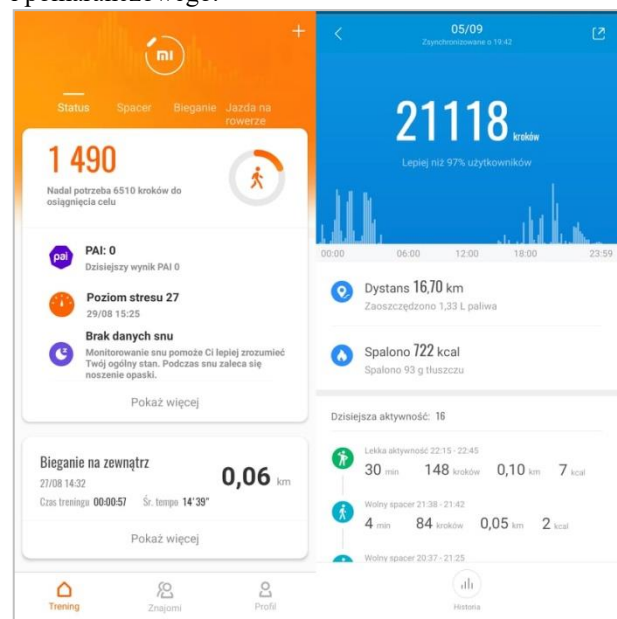 i pomarańczowego.
mi
Status Spacer Bieganie Jazda na
rowerze
1 490
Nadal potrzeba 6510 kroków do
osiągnięcia celu
pai
PAI: 0
Dzisiejszy wynik PAI 0
Poziom stresu 27
29/08 15:25
Brak danych snu
Monitorowanie snu pomoże Ci lepiej zrozumieć
Twój ogólny stan. Podczas snu zaleca się
noszenie opaski.
Pokaż więcej
Bieganie na zewnątrz
27/08 14:32
0,06 km
Czas treningu 00:00:57 Śr. tempo 14'39"
Pokaż więcej
Trening Znajomi Profil
05/09
Zsynchronizowane o 19:42
21118 kroków
Lepiej niż 97% użytkowników
00:00 06:00 12:00 18:00 23:59
Dystans 16,70 km
Zaoszczędzono 1,33 L paliwa
Spalono 722 kcal
Spalono 93 g tłuszczu
Dzisiejsza aktywność: 16
Lekka aktywność 22:15 - 22:45
30 min 148 kroków 0,10 km 7 kcal
Wolny spacer 21:38 - 21:42
4 min 84 kroków 0,05 km 2 kcal
Wolny spacer 20:37 - 21:25
Historia